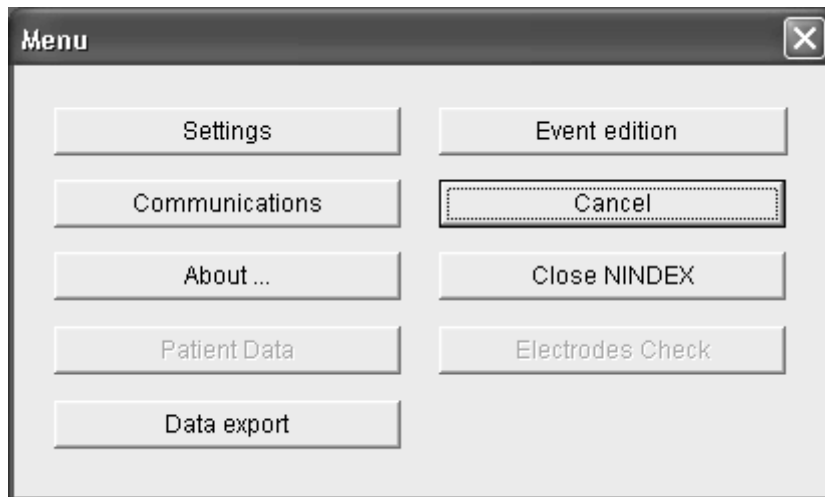 Menu
Settings
Event edition
Communications
Cancel
About ...
Close NINDEX
Patient Data
Electrodes Check
Data export